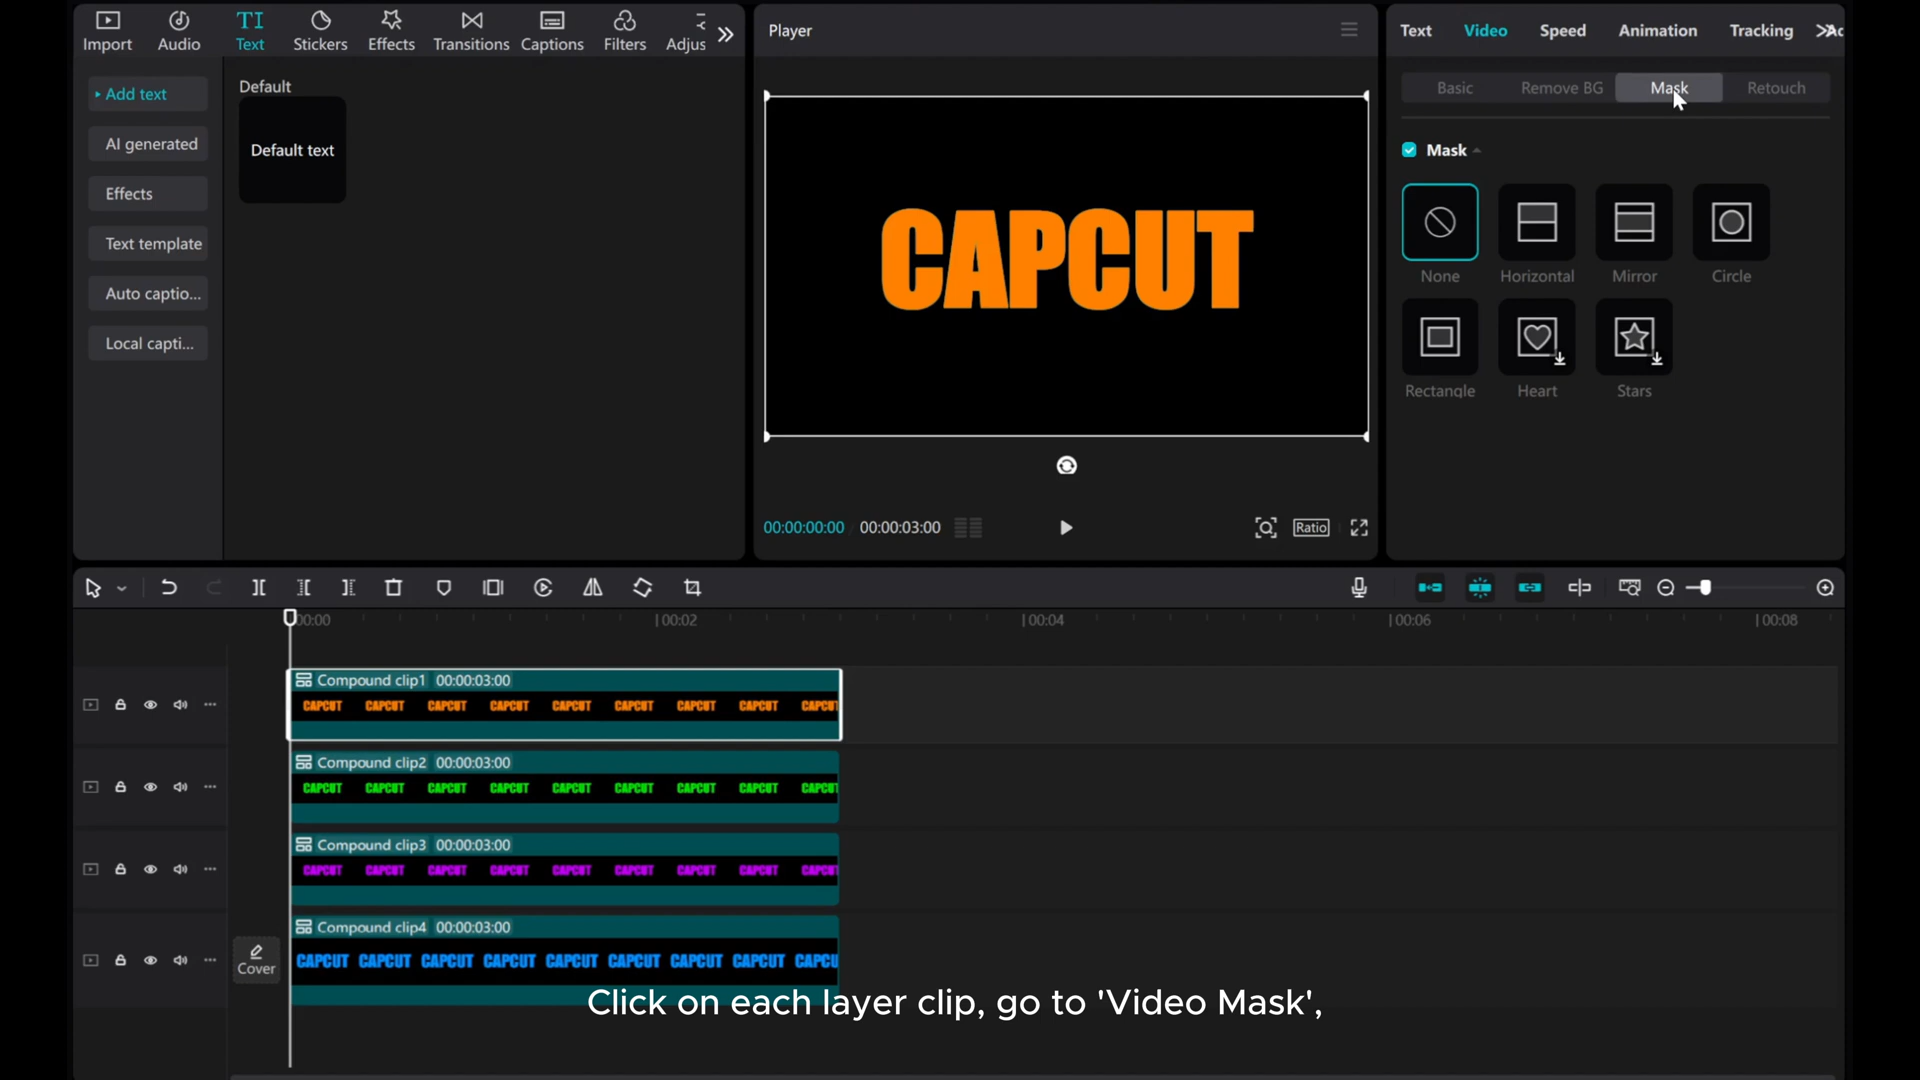 Import Audio Text Stickers Effects Transitions Captions Filters Adjus
Add text
AI generated
Effects
Text template
Auto captio...
Local capti...
Default
Default text
Player
CAPCUT
00:00:00:00 00:00:03:00
Ratio
Text Video Speed Animation Tracking
Basic Remove BG Mask Retouch
Mask
None Horizontal Mirror Circle
Rectangle Heart Stars
00:00 00:02 00:04 00:06 00:08
Compound clip1 00:00:03:00
CAPCUT CAPCUT CAPCUT CAPCUT CAPCUT CAPCUT CAPCUT CAPCUT CAPCUT
Compound clip2 00:00:03:00
CAPCUT CAPCUT CAPCUT CAPCUT CAPCUT CAPCUT CAPCUT CAPCUT CAPCUT
Compound clip3 00:00:03:00
CAPCUT CAPCUT CAPCUT CAPCUT CAPCUT CAPCUT CAPCUT CAPCUT CAPCUT
Compound clip4 00:00:03:00
CAPCUT CAPCUT CAPCUT CAPCUT CAPCUT CAPCUT CAPCUT CAPCUT CAPCU
Cover
Click on each layer clip, go to 'Video Mask',